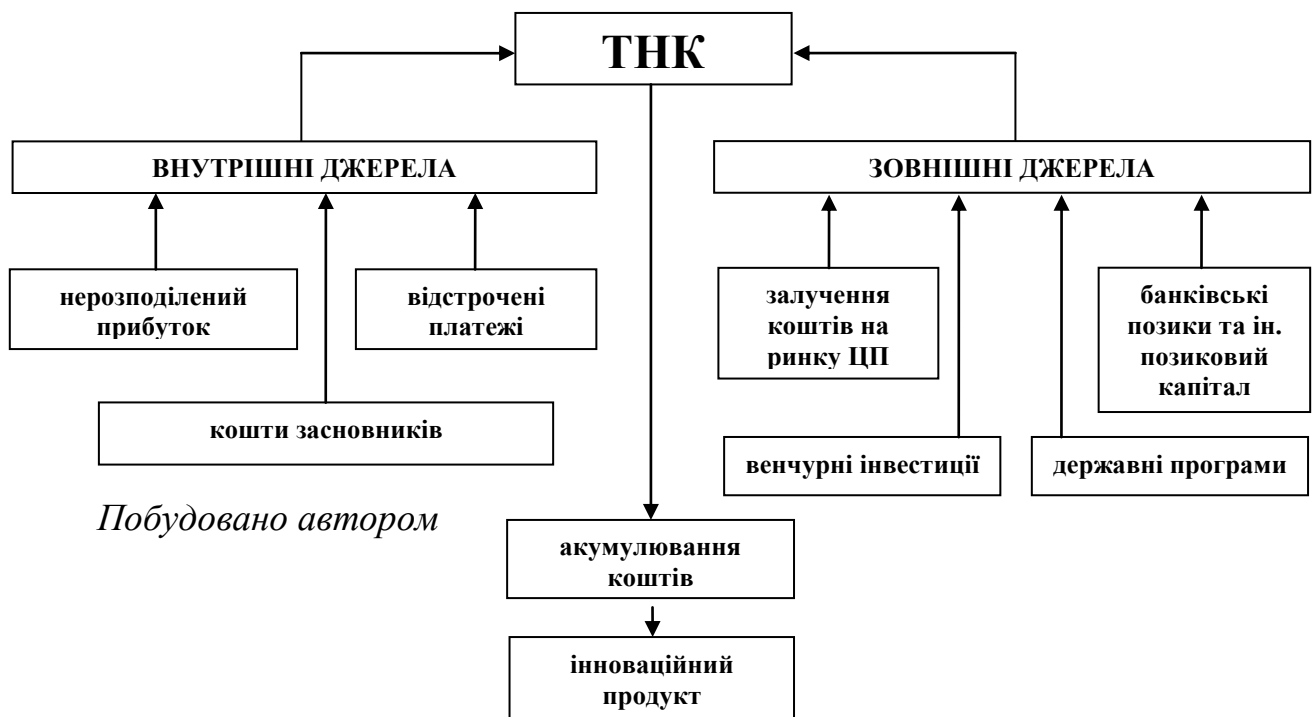 ТНК
ВНУТРІШНІ ДЖЕРЕЛА
ЗОВНІШНІ ДЖЕРЕЛА
нерозподілений
прибуток
відстрочені
платежі
залучення
коштів на
ринку ЦП
банківські
позики та ін.
позиковий
капітал
кошти засновників
венчурні інвестиції
державні програми
Побудовано автором
акумулювання
коштів
інноваційний
продукт